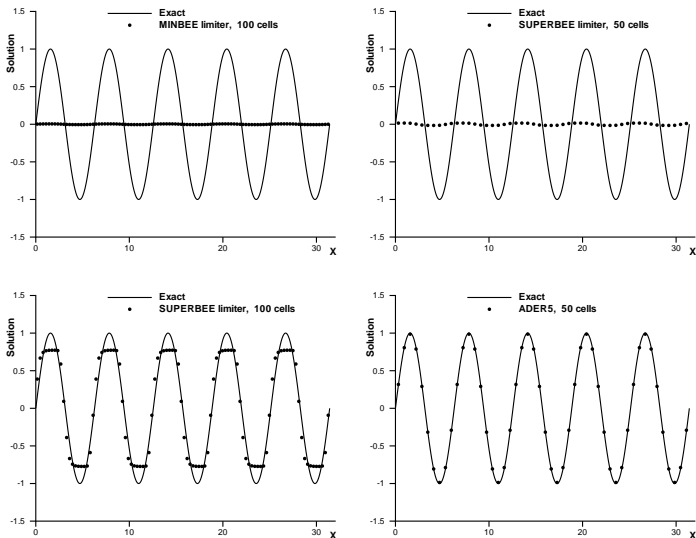 Exact
MINBEE limiter, 100 cells
Solution
1.5
1
0.5
0
-0.5
-1
-1.5
0
10
20
30
X
Exact
SUPERBEE limiter, 50 cells
Solution
1.5
1
0.5
0
-0.5
-1
-1.5
0
10
20
30
X
Exact
SUPERBEE limiter, 100 cells
Solution
1.5
1
0.5
0
-0.5
-1
-1.5
0
10
20
30
X
Exact
ADER5, 50 cells
Solution
1.5
1
0.5
0
-0.5
-1
-1.5
0
10
20
30
X